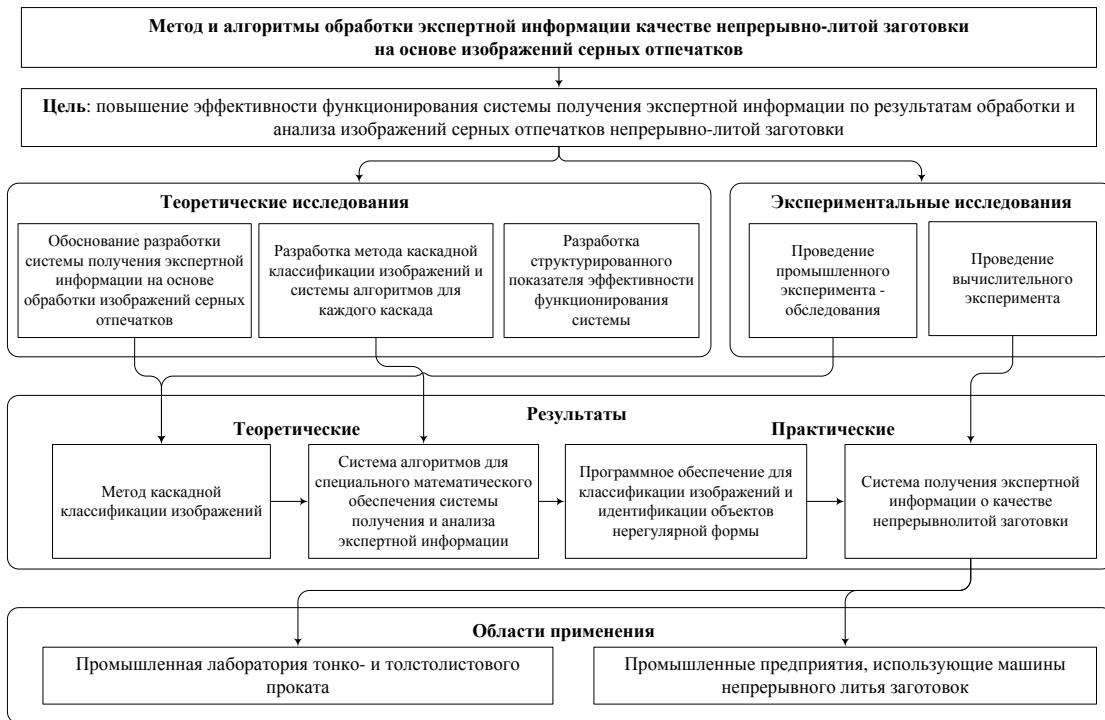 Метод и алгоритмы обработки экспертной информации качестве непрерывно-литой заготовки
на основе изображений серных отпечатков
Цель: повышение эффективности функционирования системы получения экспертной информации по результатам обработки и
анализа изображений серных отпечатков непрерывно-литой заготовки
Теоретические исследования
Обоснование разработки
системы получения экспертной
информации на основе
обработки изображений серных
отпечатков
Разработка метода каскадной
классификации изображений и
системы алгоритмов для
каждого каскада
Разработка
структурированного
показателя эффективности
функционирования
системы
Экспериментальные исследования
Проведение
промышленного
эксперимента -
обследования
Проведение
вычислительного
эксперимента
Результаты
Теоретические
Практические
Метод каскадной
классификации изображений
Система алгоритмов для
специального математического
обеспечения системы
получения и анализа
экспертной информации
Программное обеспечение для
классификации изображений и
идентификации объектов
нерегулярной формы
Система получения экспертной
информации о качестве
непрерывнолитой заготовки
Области применения
Промышленная лаборатория тонко- и толстолистового
проката
Промышленные предприятия, использующие машины
непрерывного литья заготовок